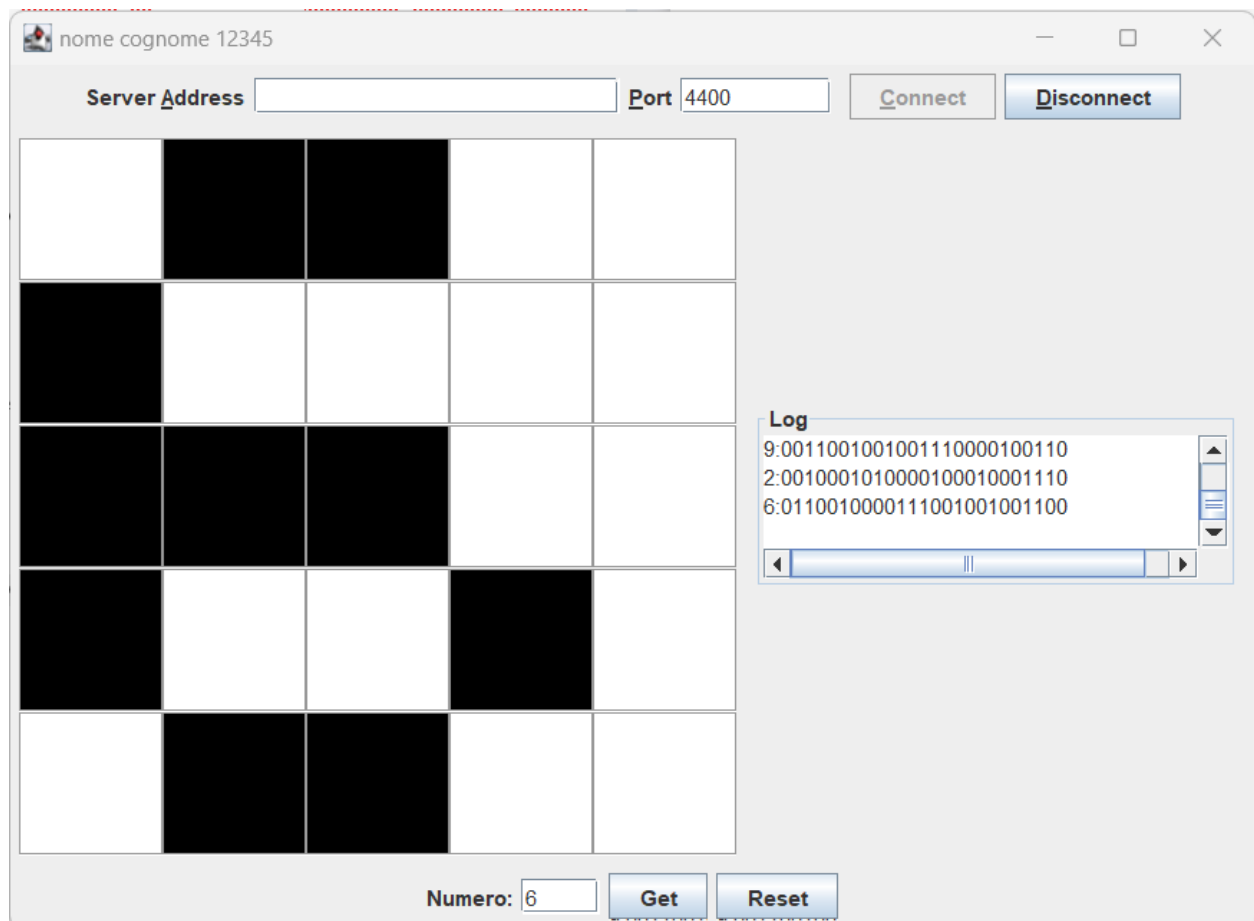 nome cognome 12345
Server Address Port 4400 Connect Disconnect
Log
9:0011001001001110000100110
2:0010001010000100010001110
6:0110010000111001001001100
Numero: 6 Get Reset